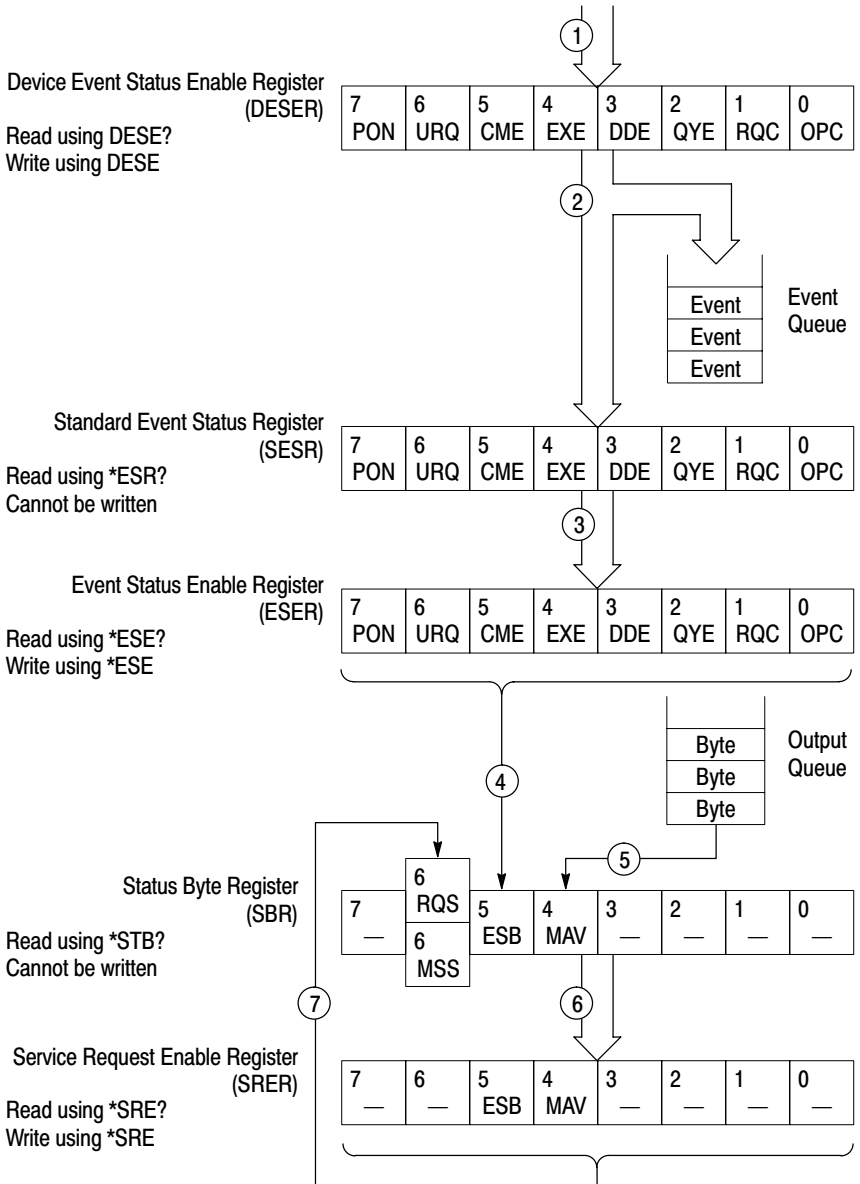 1
Device Event Status Enable Register
(DESER)
Read using DESE?
Write using DESE
7 6 5 4 3 2 1 0
PON URQ CME EXE DDE QYE RQC OPC
2
Event
Event
Event
Event
Queue
Standard Event Status Register
(SESR)
Read using *ESR?
Cannot be written
7 6 5 4 3 2 1 0
PON URQ CME EXE DDE QYE RQC OPC
3
Event Status Enable Register
(ESER)
Read using *ESE?
Write using *ESE
7 6 5 4 3 2 1 0
PON URQ CME EXE DDE QYE RQC OPC
Byte
Byte
Byte
Output
Queue
4
5
Status Byte Register
(SBR)
Read using *STB?
Cannot be written
6
RQS
7 5 4 3 2 1 0
— ESB MAV — — — —
6
MSS
7
6
Service Request Enable Register
(SRER)
Read using *SRE?
Write using *SRE
7 6 5 4 3 2 1 0
— — ESB MAV — — — —